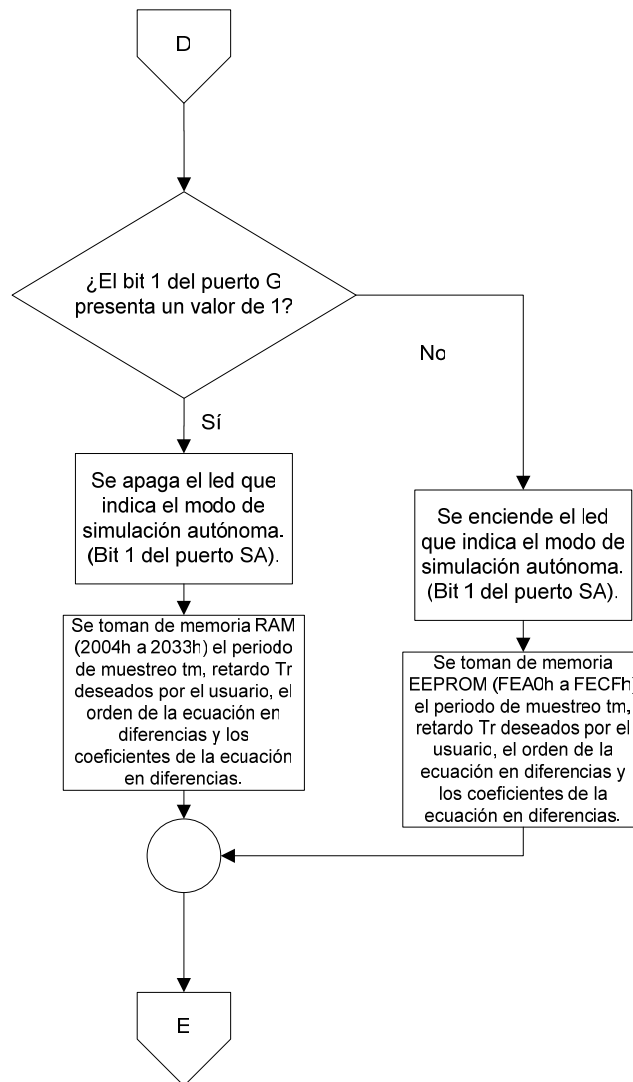 D
¿El bit 1 del puerto G
presenta un valor de 1?
No
Sí
Se apaga el led que
indica el modo de
simulación autónoma.
(Bit 1 del puerto SA).
Se enciende el led
que indica el modo de
simulación autónoma.
(Bit 1 del puerto SA).
Se toman de memoria RAM
(2004h a 2033h) el periodo
de muestreo tm, retardo Tr
deseados por el usuario, el
orden de la ecuación en
diferencias y los
coeficientes de la ecuación
en diferencias.
Se toman de memoria
EEPROM (FEA0h a FECFh)
el periodo de muestreo tm,
retardo Tr deseados por el
usuario, el orden de la
ecuación en diferencias y
los coeficientes de la
ecuación en diferencias.
E